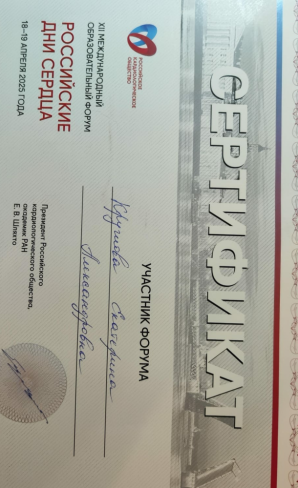 СЕРТИФИКАТ
РОССИЙСКОЕ
КАРДИОЛОГИЧЕСКОЕ
ОБЩЕСТВО
УЧАСТНИК ФОРУМА
XII МЕЖДУНАРОДНЫЙ
ОБРАЗОВАТЕЛЬНЫЙ ФОРУМ
РОССИЙСКИЕ
ДНИ СЕРДЦА
18–19 АПРЕЛЯ 2025 ГОДА
Екатерина
Александровна
Президент Российского
кардиологического общества,
академик РАН
Е. В. Шляхто